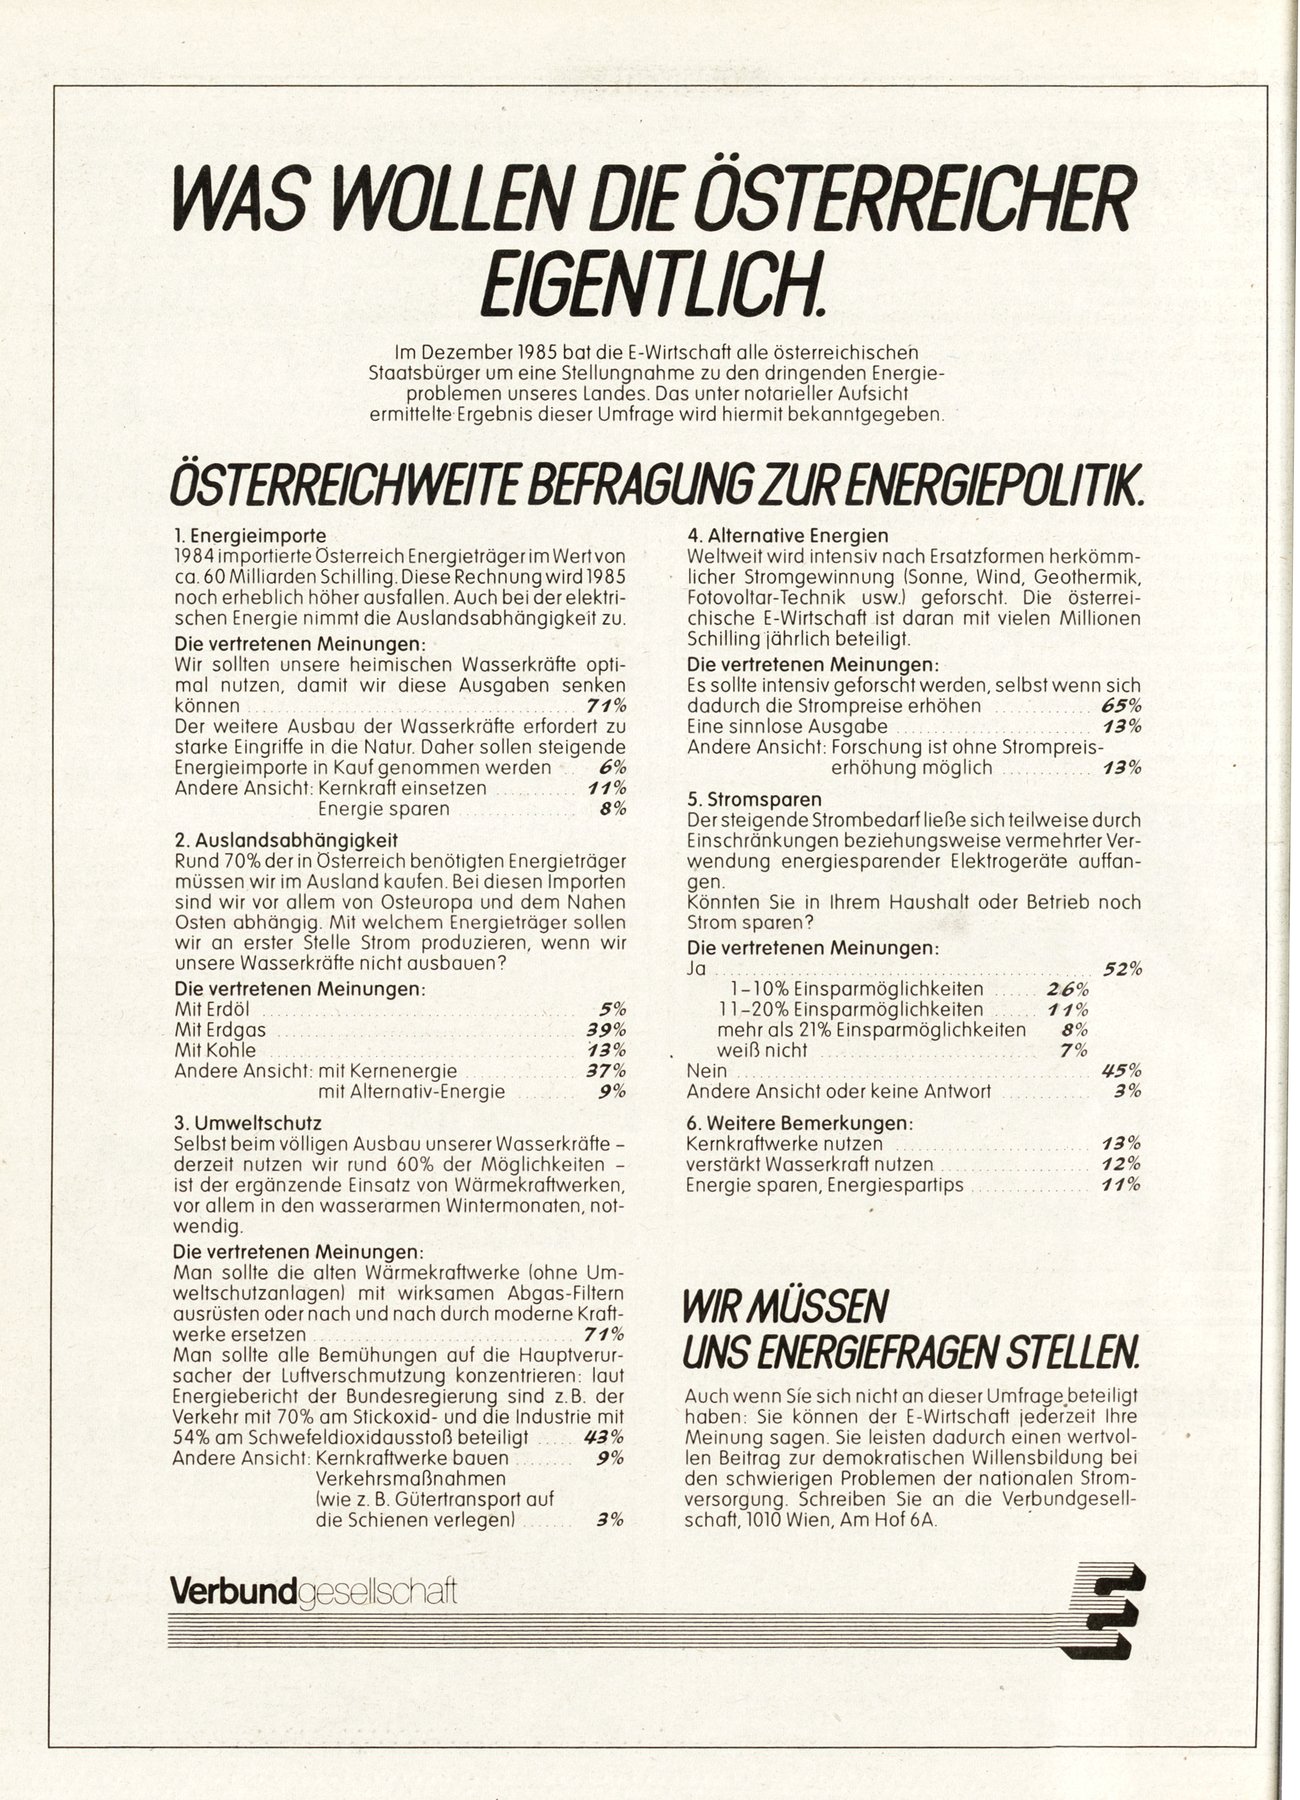 WAS WOLLEN DIE ÖSTERREICHER
EIGENTLICH.
Im Dezember 1985 bat die E-Wirtschaft alle österreichischen
Staatsbürger um eine Stellungnahme zu den dringenden Energie-
problemen unseres Landes. Das unter notarieller Aufsicht
ermittelte Ergebnis dieser Umfrage wird hiermit bekanntgegeben.
ÖSTERREICHWEITE BEFRAGUNG ZUR ENERGIEPOLITIK.
1. Energieimporte
1984 importierte Österreich Energieträger im Wert von
ca. 60 Milliarden Schilling. Diese Rechnung wird 1985
noch erheblich höher ausfallen. Auch bei der elektri-
schen Energie nimmt die Auslandsabhängigkeit zu.
Die vertretenen Meinungen:
Wir sollten unsere heimischen Wasserkräfte opti-
mal nutzen, damit wir diese Ausgaben senken
können ........ 71%
Der weitere Ausbau der Wasserkräfte erfordert zu
starke Eingriffe in die Natur. Daher sollen steigende
Energieimporte in Kauf genommen werden .. 6%
Andere Ansicht: Kernkraft einsetzen ........ 11%
Energie sparen ........ 8%
2. Auslandsabhängigkeit
Rund 70% der in Österreich benötigten Energieträger
müssen wir im Ausland kaufen. Bei diesen Importen
sind wir vor allem von Osteuropa und dem Nahen
Osten abhängig. Mit welchem Energieträger sollen
wir an erster Stelle Strom produzieren, wenn wir
unsere Wasserkräfte nicht ausbauen?
Die vertretenen Meinungen:
Mit Erdöl ........ 5%
Mit Erdgas ........ 39%
Mit Kohle ........ 13%
Andere Ansicht: mit Kernenergie ........ 37%
mit Alternativ-Energie ........ 9%
3. Umweltschutz
Selbst beim völligen Ausbau unserer Wasserkräfte –
derzeit nutzen wir rund 60% der Möglichkeiten –
ist der ergänzende Einsatz von Wärmekraftwerken,
vor allem in den wasserarmen Wintermonaten, not-
wendig.
Die vertretenen Meinungen:
Man sollte die alten Wärmekraftwerke (ohne Um-
weltschutzanlagen) mit wirksamen Abgas-Filtern
ausrüsten oder nach und nach durch moderne Kraft-
werke ersetzen ........ 71%
Man sollte alle Bemühungen auf die Hauptverur-
sacher der Luftverschmutzung konzentrieren: laut
Energiebericht der Bundesregierung sind z. B. der
Verkehr mit 70% am Stickoxid- und die Industrie mit
54% am Schwefeldioxidausstoß beteiligt ..... 43%
Andere Ansicht: Kernkraftwerke bauen ........ 9%
Verkehrsmaßnahmen
(wie z. B. Gütertransport auf
die Schienen verlegen) ....... 3%
4. Alternative Energien
Weltweit wird intensiv nach Ersatzformen herkömm-
licher Stromgewinnung (Sonne, Wind, Geothermik,
Fotovoltar-Technik usw.) geforscht. Die österrei-
chische E-Wirtschaft ist daran mit vielen Millionen
Schilling jährlich beteiligt.
Die vertretenen Meinungen:
Es sollte intensiv geforscht werden, selbst wenn sich
dadurch die Strompreise erhöhen ........ 65%
Eine sinnlose Ausgabe ........ 13%
Andere Ansicht: Forschung ist ohne Strompreis-
erhöhung möglich ........ 13%
5. Stromsparen
Der steigende Strombedarf ließe sich teilweise durch
Einschränkungen beziehungsweise vermehrter Ver-
wendung energiesparender Elektrogeräte auffan-
gen.
Könnten Sie in Ihrem Haushalt oder Betrieb noch
Strom sparen?
Die vertretenen Meinungen:
Ja ........ 52%
1–10% Einsparmöglichkeiten ...... 26%
11–20% Einsparmöglichkeiten ...... 11%
mehr als 21% Einsparmöglichkeiten 8%
weiß nicht ........ 7%
Nein ........ 45%
Andere Ansicht oder keine Antwort ........ 3%
6. Weitere Bemerkungen:
Kernkraftwerke nutzen ........ 13%
verstärkt Wasserkraft nutzen ........ 12%
Energie sparen, Energiespartips ........ 11%
WIR MÜSSEN
UNS ENERGIEFRAGEN STELLEN.
Auch wenn Sie sich nicht an dieser Umfrage beteiligt
haben: Sie können der E-Wirtschaft jederzeit Ihre
Meinung sagen. Sie leisten dadurch einen wertvol-
len Beitrag zur demokratischen Willensbildung bei
den schwierigen Problemen der nationalen Strom-
versorgung. Schreiben Sie an die Verbundgesell-
schaft, 1010 Wien, Am Hof 6A.
Verbundgesellschaft
E